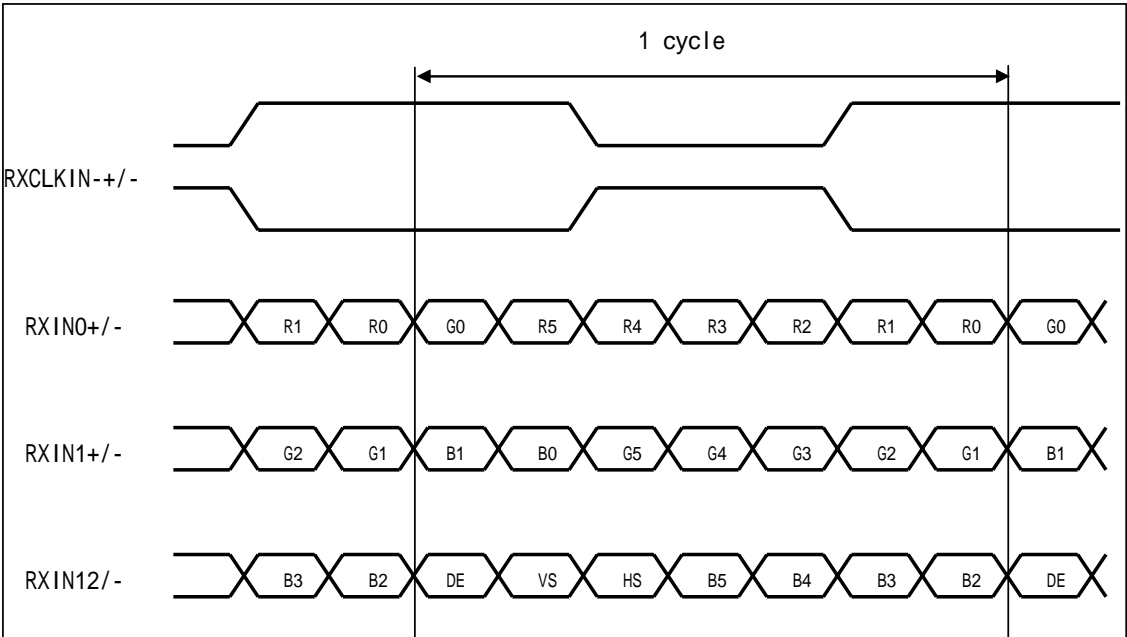 1 cycle
RXCLKIN-+/-
RXIN0+/- R1 R0 G0 R5 R4 R3 R2 R1 R0 G0
RXIN1+/- G2 G1 B1 B0 G5 G4 G3 G2 G1 B1
RXIN12/- B3 B2 DE VS HS B5 B4 B3 B2 DE